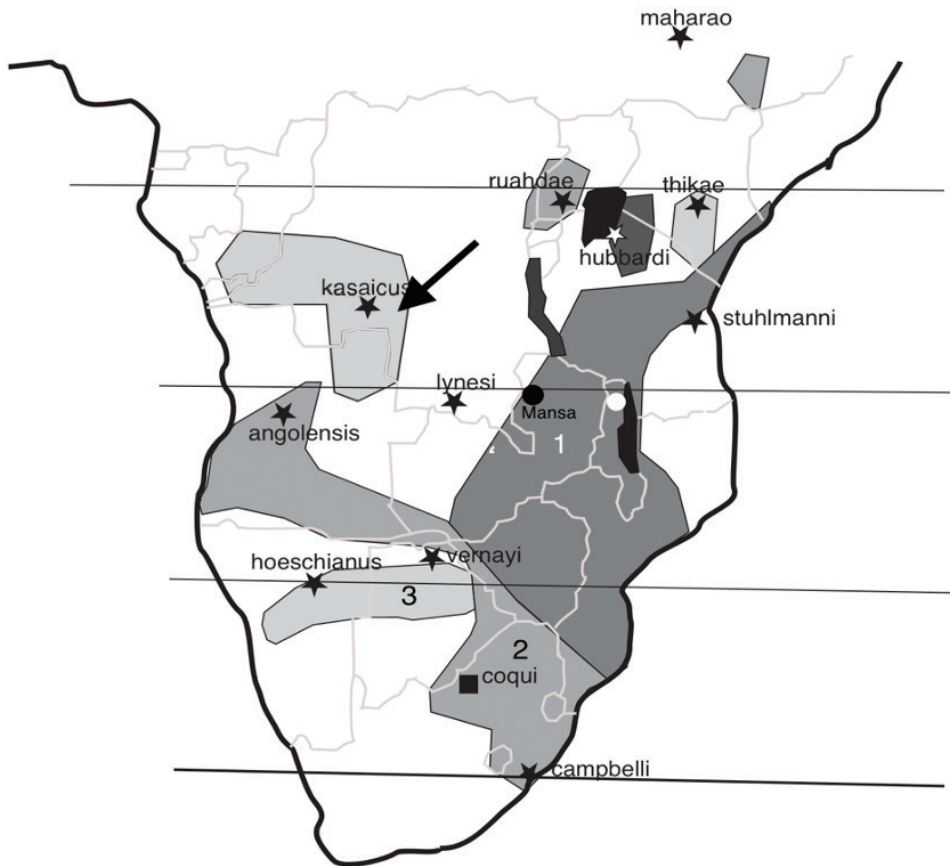 maharao
ruahdae
thikae
hubbardi
kasaicus
stuhlmanni
lynesi
Mansa
angolensis
1
vernayi
hoeschianus
3
2
coqui
campbelli